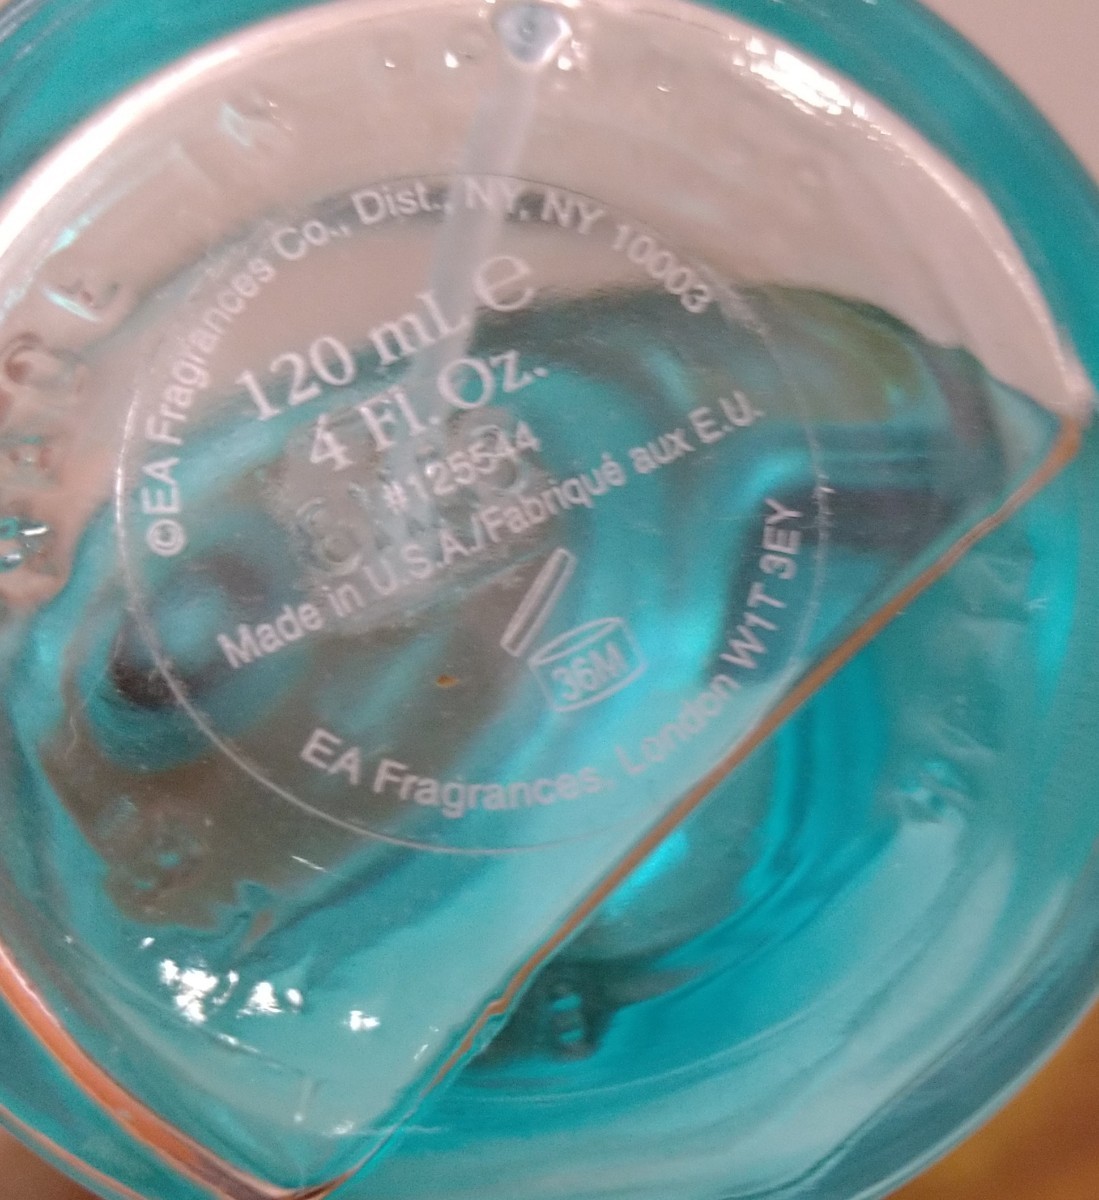 ©EA Fragrances Co., Dist., NY, NY 10003
120 mL ℮
4 Fl. Oz.
#125544
Made in U.S.A./Fabriqué aux E.U.
36M
EA Fragrances, London W1T 3EY